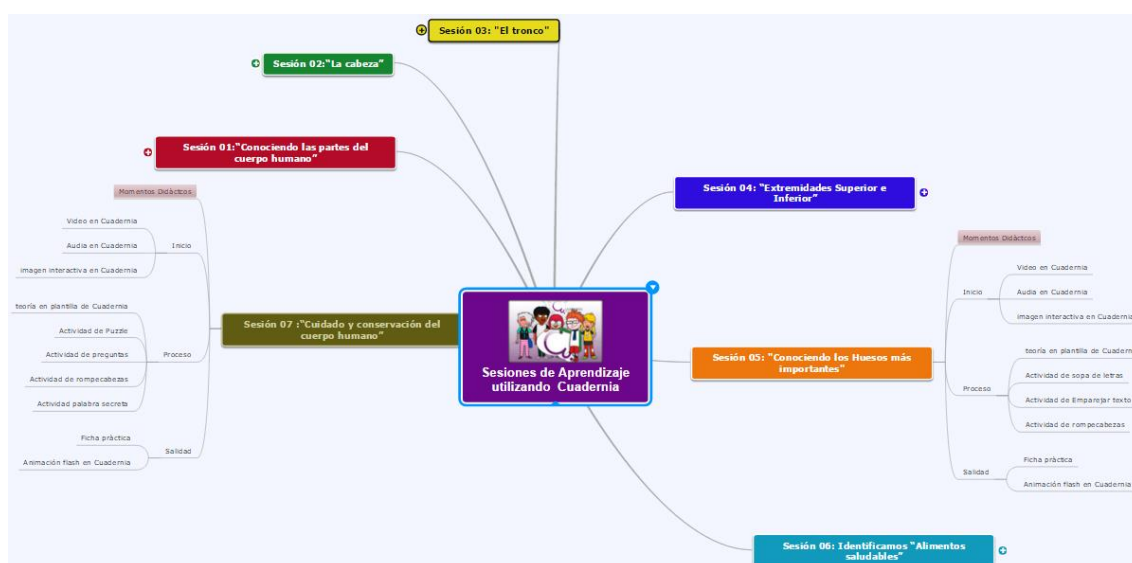 Sesión 03: "El tronco"
Sesión 02:"La cabeza"
Sesión 01:"Conociendo las partes del
cuerpo humano"
Momentos Didácticos
Video en Cuadernia
Audia en Cuadernia
imagen interactiva en Cuadernia
Inicio
teoría en plantilla de Cuadernia
Actividad de Puzzle
Actividad de preguntas
Actividad de rompecabezas
Actividad palabra secreta
Proceso
Ficha práctica
Animación flash en Cuadernia
Salidad
Sesión 07 :"Cuidado y conservación del
cuerpo humano"
Sesiones de Aprendizaje
utilizando Cuadernia
Sesión 04: "Extremidades Superior e
Inferior"
Sesión 05: "Conociendo los Huesos más
importantes"
Momentos Didácticos
Inicio
Video en Cuadernia
Audia en Cuadernia
imagen interactiva en Cuadernia
Proceso
teoría en plantilla de Cuadern
Actividad de sopa de letras
Actividad de Emparejar texto
Actividad de rompecabezas
Salidad
Ficha práctica
Animación flash en Cuadernia
Sesión 06: Identificamos "Alimentos
saludables"